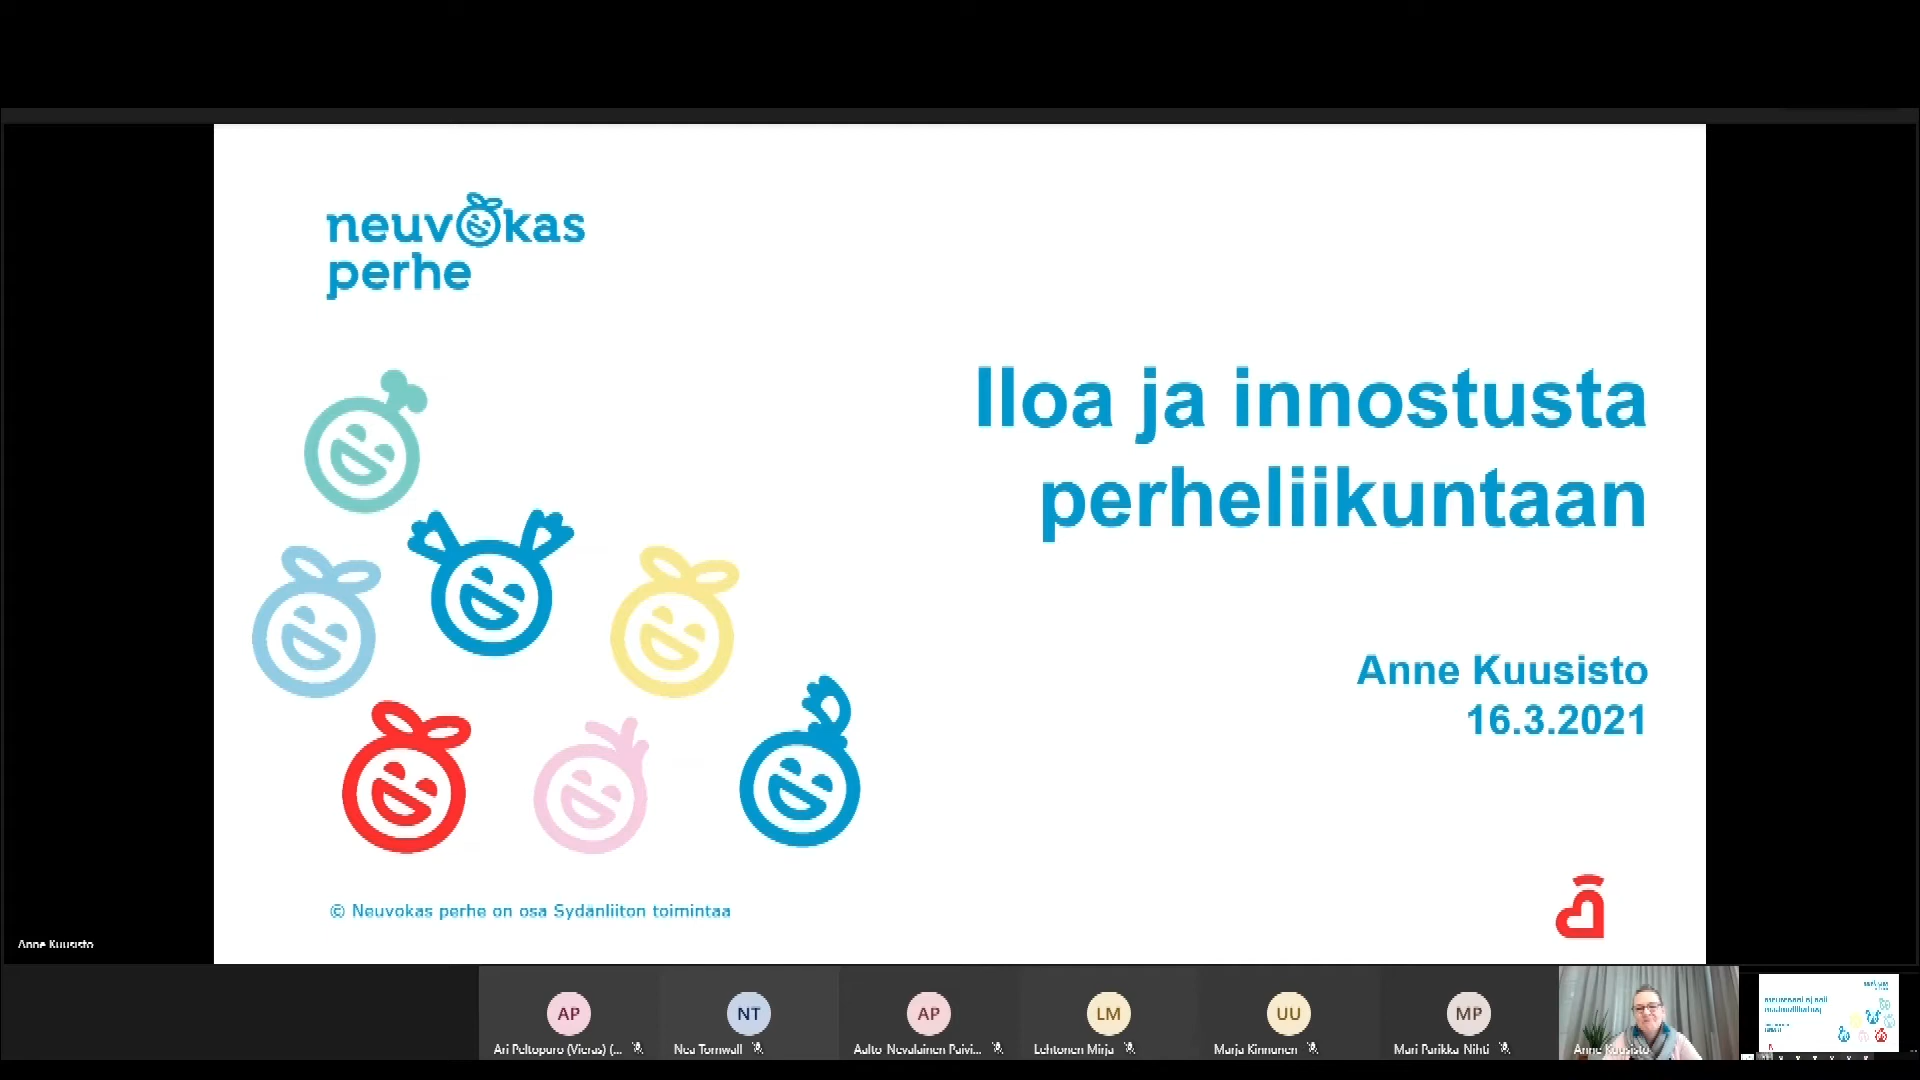 neuvokas
perhe
Iloa ja innostusta
perheliikuntaan
Anne Kuusisto
16.3.2021
© Neuvokas perhe on osa Sydänliiton toimintaa
Anne Kuusisto
AP
NT
AP
LM
UU
MP
Ari Peltopuro (Vieras) (...
Nea Tornwall
Aalto-Nevalainen Paivi...
Lehtonen Mirja
Marja Kinnunen
Mari Parikka-Nihti
Anne Kuusisto